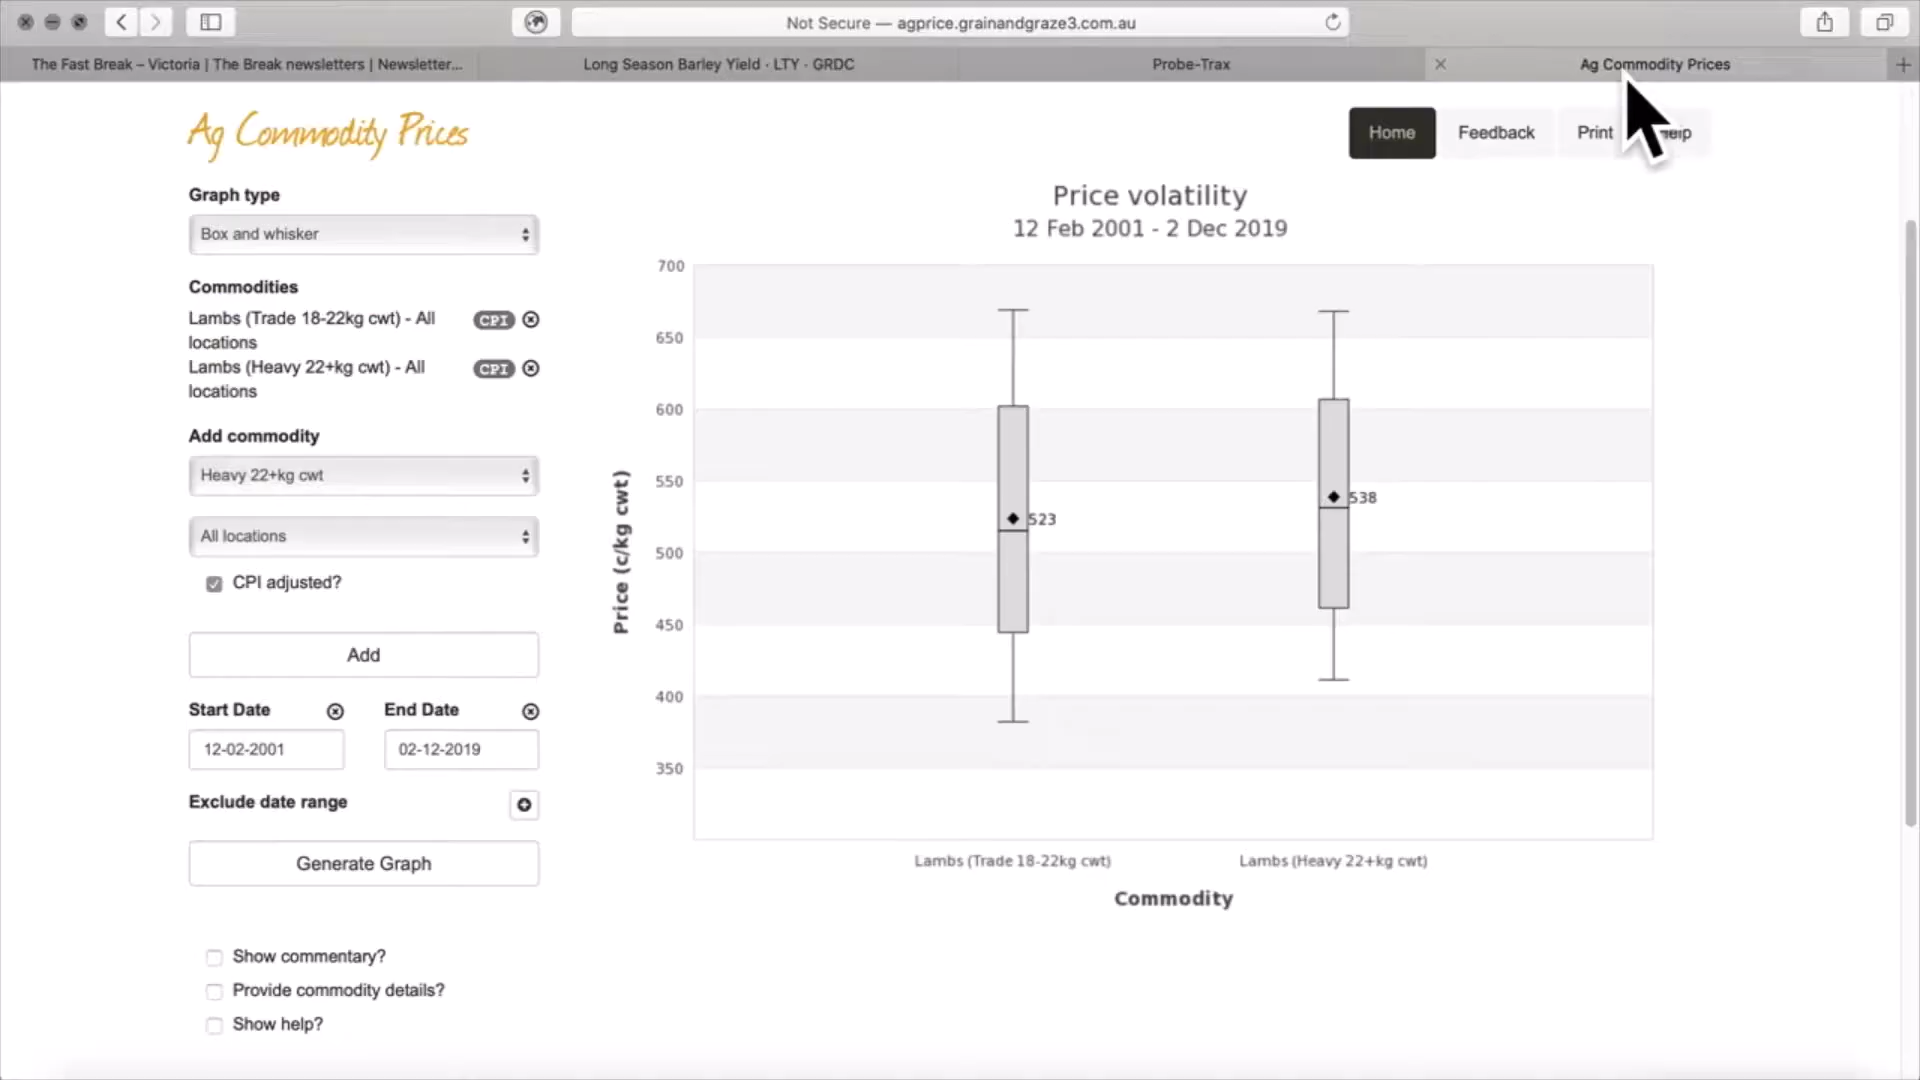 Not Secure — agprice.grainandgraze3.com.au
The Fast Break – Victoria | The Break newsletters | Newsletter...
Long Season Barley Yield · LTY · GRDC
Probe-Trax
Ag Commodity Prices
Ag Commodity Prices
Home
Feedback
Print
Graph type
Box and whisker
Commodities
Lambs (Trade 18-22kg cwt) - All
locations
CPI
Lambs (Heavy 22+kg cwt) - All
locations
CPI
Add commodity
Heavy 22+kg cwt
All locations
CPI adjusted?
Add
Start Date
End Date
12-02-2001
02-12-2019
Exclude date range
Generate Graph
Show commentary?
Provide commodity details?
Show help?
Price volatility
12 Feb 2001 - 2 Dec 2019
700
650
600
550
500
450
400
350
Price (c/kg cwt)
523
538
Lambs (Trade 18-22kg cwt)
Lambs (Heavy 22+kg cwt)
Commodity